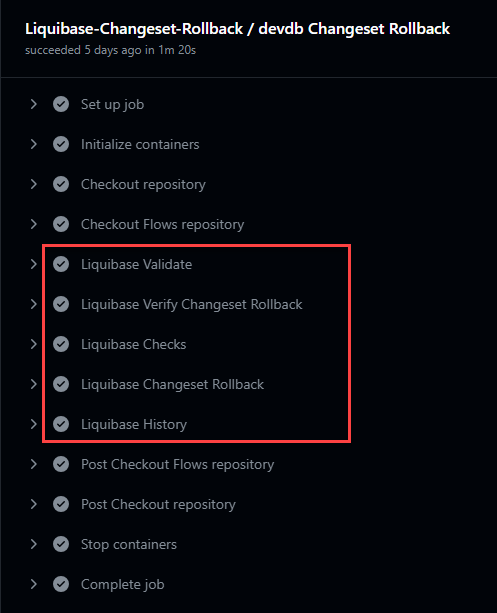 Liquibase-Changeset-Rollback / devdb Changeset Rollback
succeeded 5 days ago in 1m 20s
Set up job
Initialize containers
Checkout repository
Checkout Flows repository
Liquibase Validate
Liquibase Verify Changeset Rollback
Liquibase Checks
Liquibase Changeset Rollback
Liquibase History
Post Checkout Flows repository
Post Checkout repository
Stop containers
Complete job